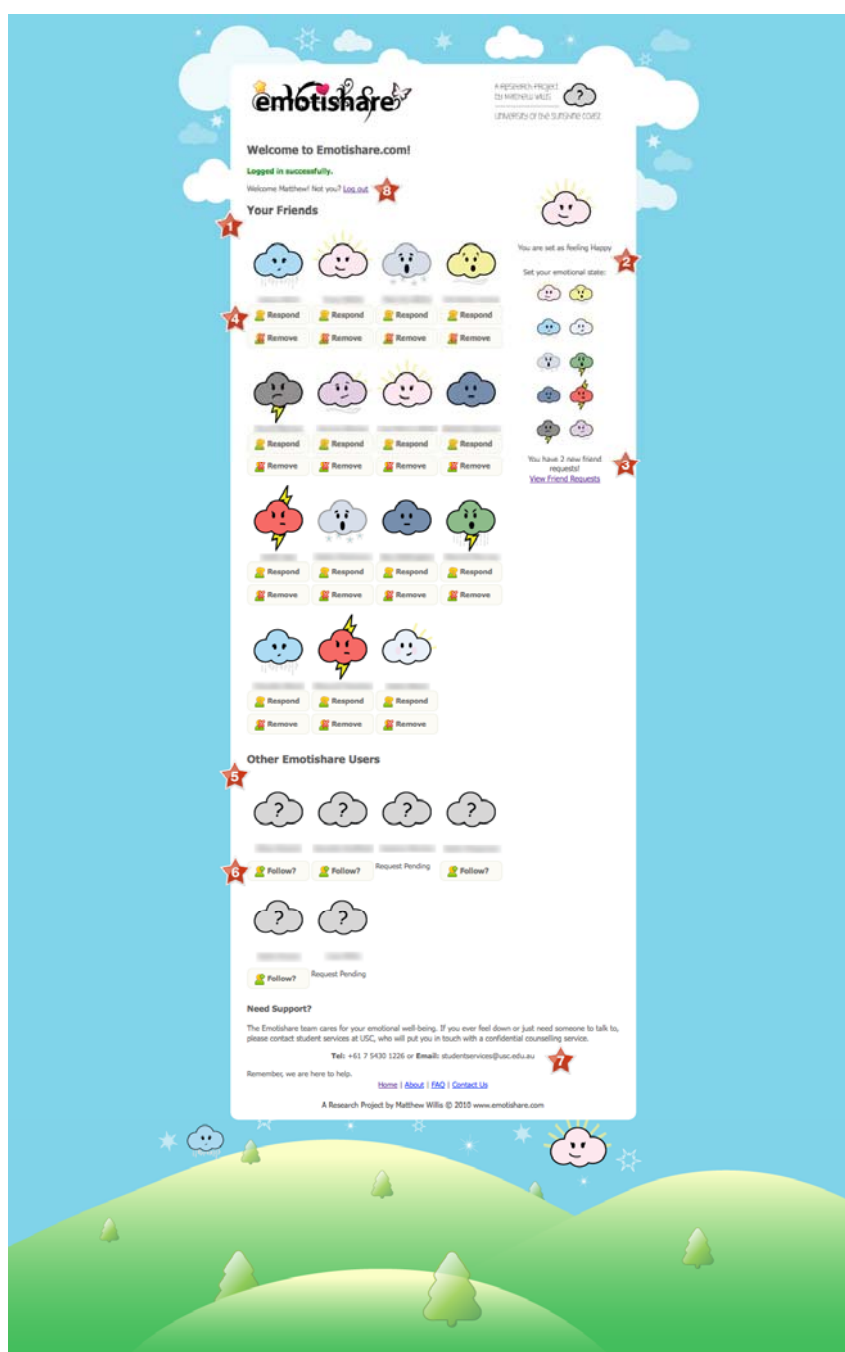 emotishare
A RESEARCH PROJECT
BY MATTHEW WILLIS
UNIVERSITY OF THE SUNSHINE COAST
?
Welcome to Emotishare.com!
Logged in successfully.
Welcome Matthew! Not you? Log out
8
Your Friends
1
You are set as feeling Happy
2
Set your emotional state:
4
Respond Respond Respond Respond
Remove Remove Remove Remove
Respond Respond Respond Respond
Remove Remove Remove Remove
You have 2 new friend
requests!
View Friend Requests
3
Respond Respond Respond Respond
Remove Remove Remove Remove
Respond Respond Respond
Remove Remove Remove
Other Emotishare Users
5
? ? ? ?
6
Follow? Follow? Request Pending Follow?
? ?
Follow? Request Pending
Need Support?
The Emotishare team cares for your emotional well-being. If you ever feel down or just need someone to talk to,
please contact student services at USC, who will put you in touch with a confidential counselling service.
Tel: +61 7 5430 1226 or Email: studentservices@usc.edu.au
7
Remember, we are here to help.
Home | About | FAQ | Contact Us
A Research Project by Matthew Willis © 2010 www.emotishare.com